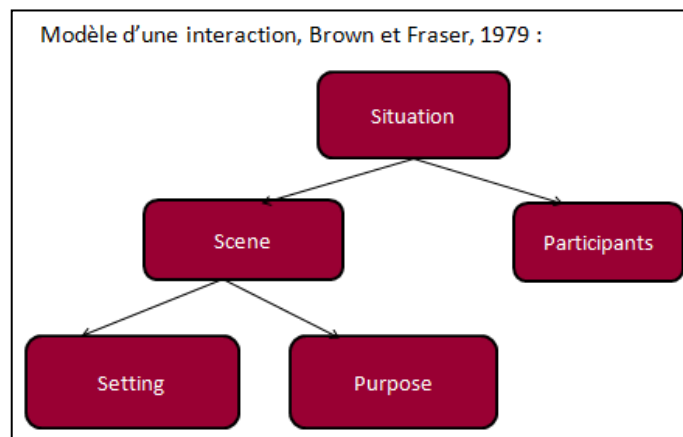 Modèle d'une interaction, Brown et Fraser, 1979 :
Situation
Scene
Participants
Setting
Purpose